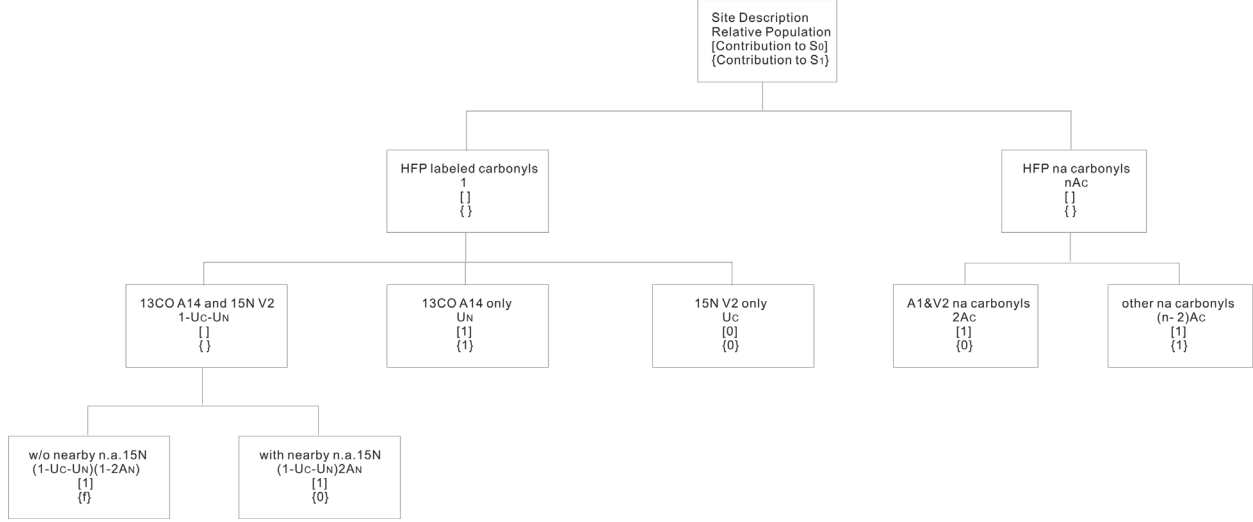 Site Description
Relative Population
[Contribution to S0]
{Contribution to S1}
HFP labeled carbonyls
1
[ ]
{ }
HFP na carbonyls
nAC
[ ]
{ }
13CO A14 and 15N V2
1-UC-UN
[ ]
{ }
13CO A14 only
UN
[1]
{1}
15N V2 only
UC
[0]
{0}
A1&V2 na carbonyls
2AC
[1]
{0}
other na carbonyls
(n- 2)AC
[1]
{1}
w/o nearby n.a.15N
(1-UC-UN)(1-2AN)
[1]
{f}
with nearby n.a.15N
(1-UC-UN)2AN
[1]
{0}